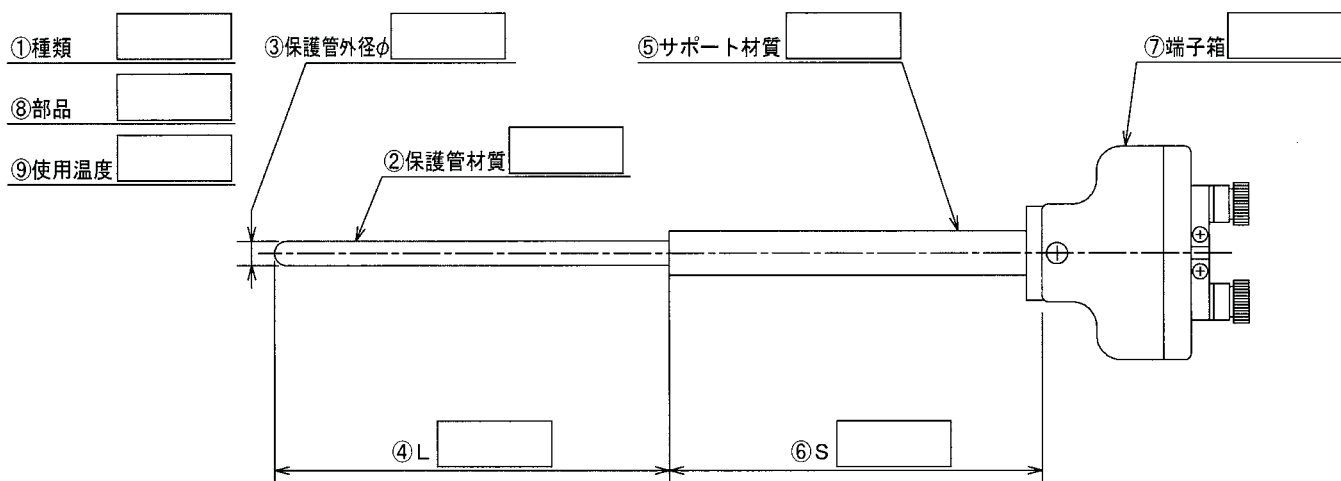 ①種類
③保護管外径φ
⑤サポート材質
⑦端子箱
⑧部品
⑨使用温度
②保護管材質
④L
⑥S